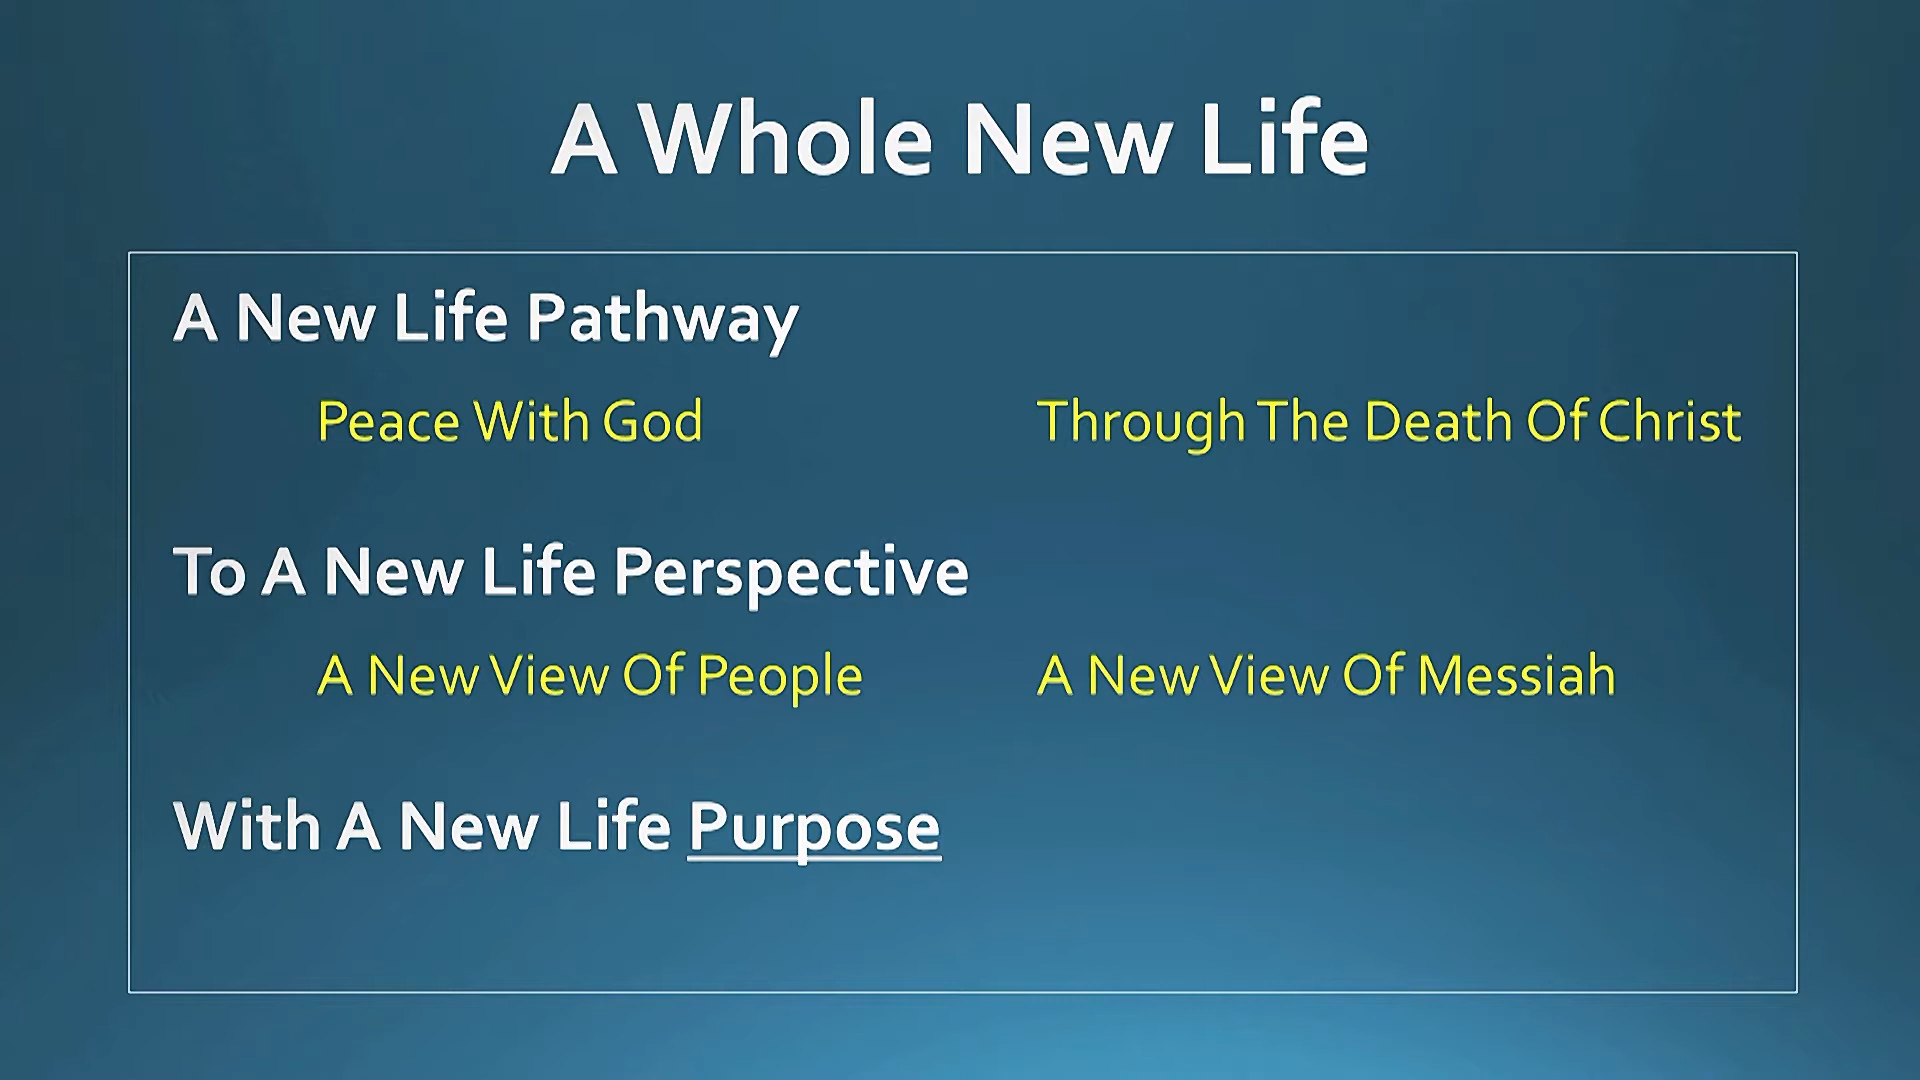 A Whole New Life
A New Life Pathway
Peace With God Through The Death Of Christ
To A New Life Perspective
A New View Of People A New View Of Messiah
With A New Life Purpose